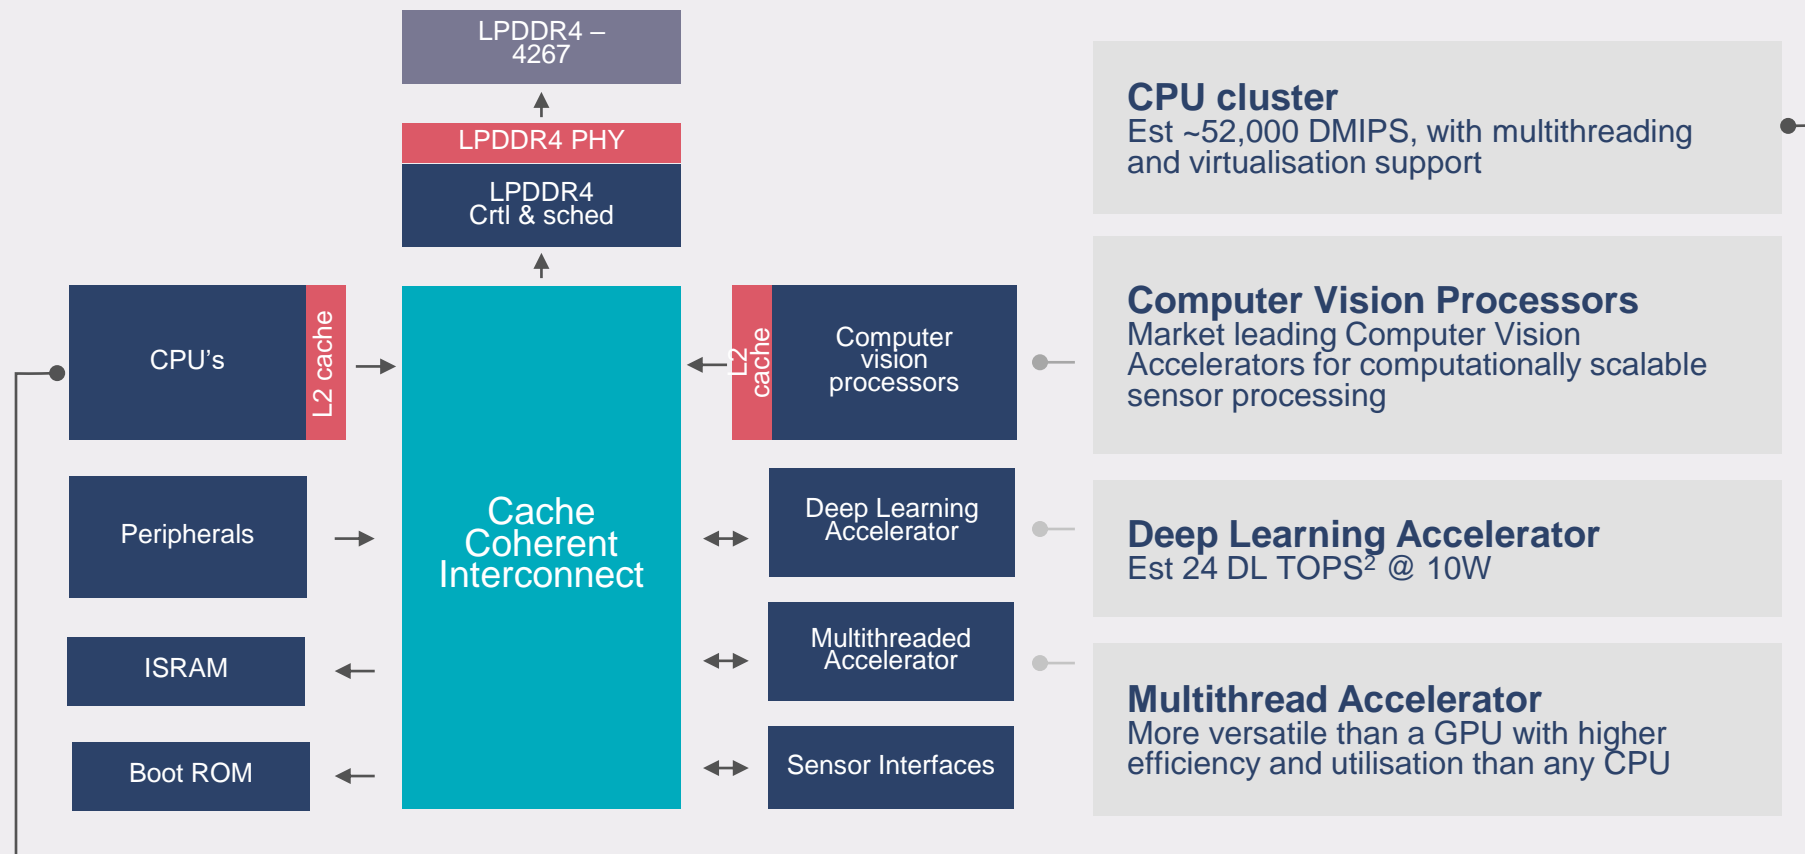 LPDDR4 –
4267
LPDDR4 PHY
LPDDR4
Crtl & sched
CPU's
L2 cache
Cache
Coherent
Interconnect
L2
cache
Computer
vision
processors
Peripherals
Deep Learning
Accelerator
ISRAM
Multithreaded
Accelerator
Boot ROM
Sensor Interfaces
CPU cluster
Est ~52,000 DMIPS, with multithreading
and virtualisation support
Computer Vision Processors
Market leading Computer Vision
Accelerators for computationally scalable
sensor processing
Deep Learning Accelerator
Est 24 DL TOPS² @ 10W
Multithread Accelerator
More versatile than a GPU with higher
efficiency and utilisation than any CPU